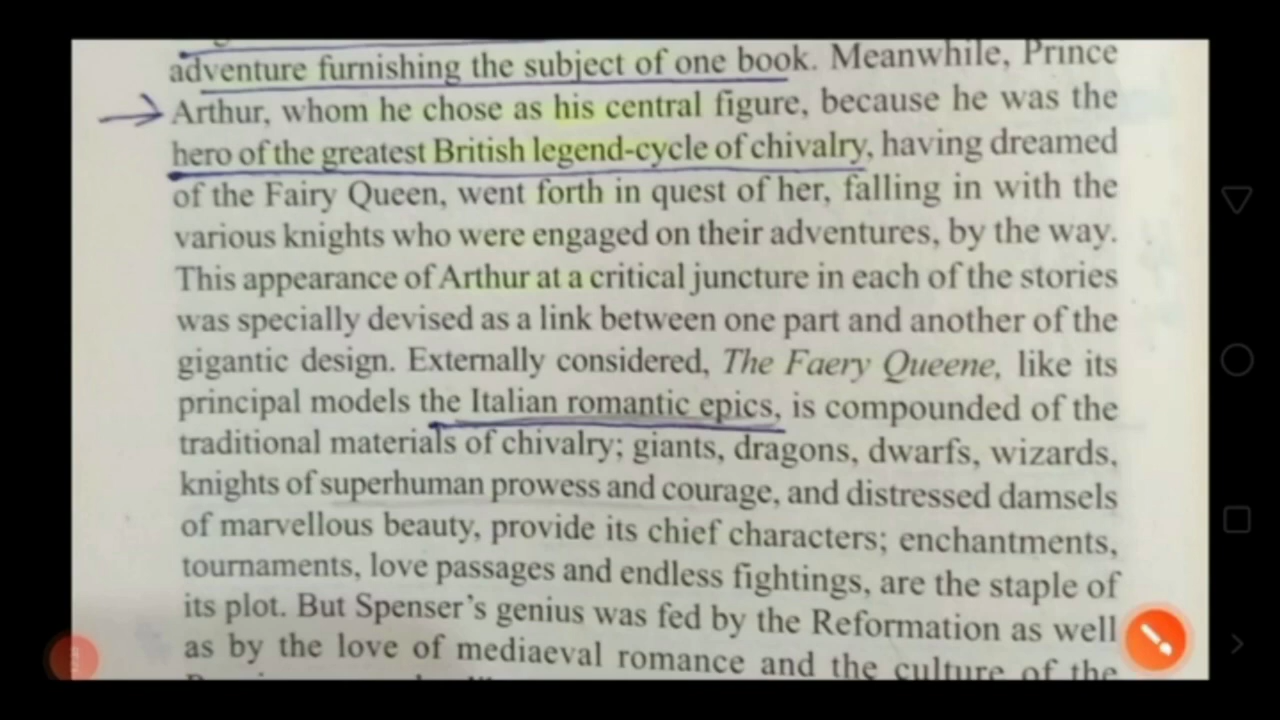 adventure furnishing the subject of one book. Meanwhile, Prince
Arthur, whom he chose as his central figure, because he was the
hero of the greatest British legend-cycle of chivalry, having dreamed
of the Fairy Queen, went forth in quest of her, falling in with the
various knights who were engaged on their adventures, by the way.
This appearance of Arthur at a critical juncture in each of the stories
was specially devised as a link between one part and another of the
gigantic design. Externally considered, The Faery Queene, like its
principal models the Italian romantic epics, is compounded of the
traditional materials of chivalry; giants, dragons, dwarfs, wizards,
knights of superhuman prowess and courage, and distressed damsels
of marvellous beauty, provide its chief characters; enchantments,
tournaments, love passages and endless fightings, are the staple of
its plot. But Spenser's genius was fed by the Reformation as well
as by the love of mediaeval romance and the culture of the